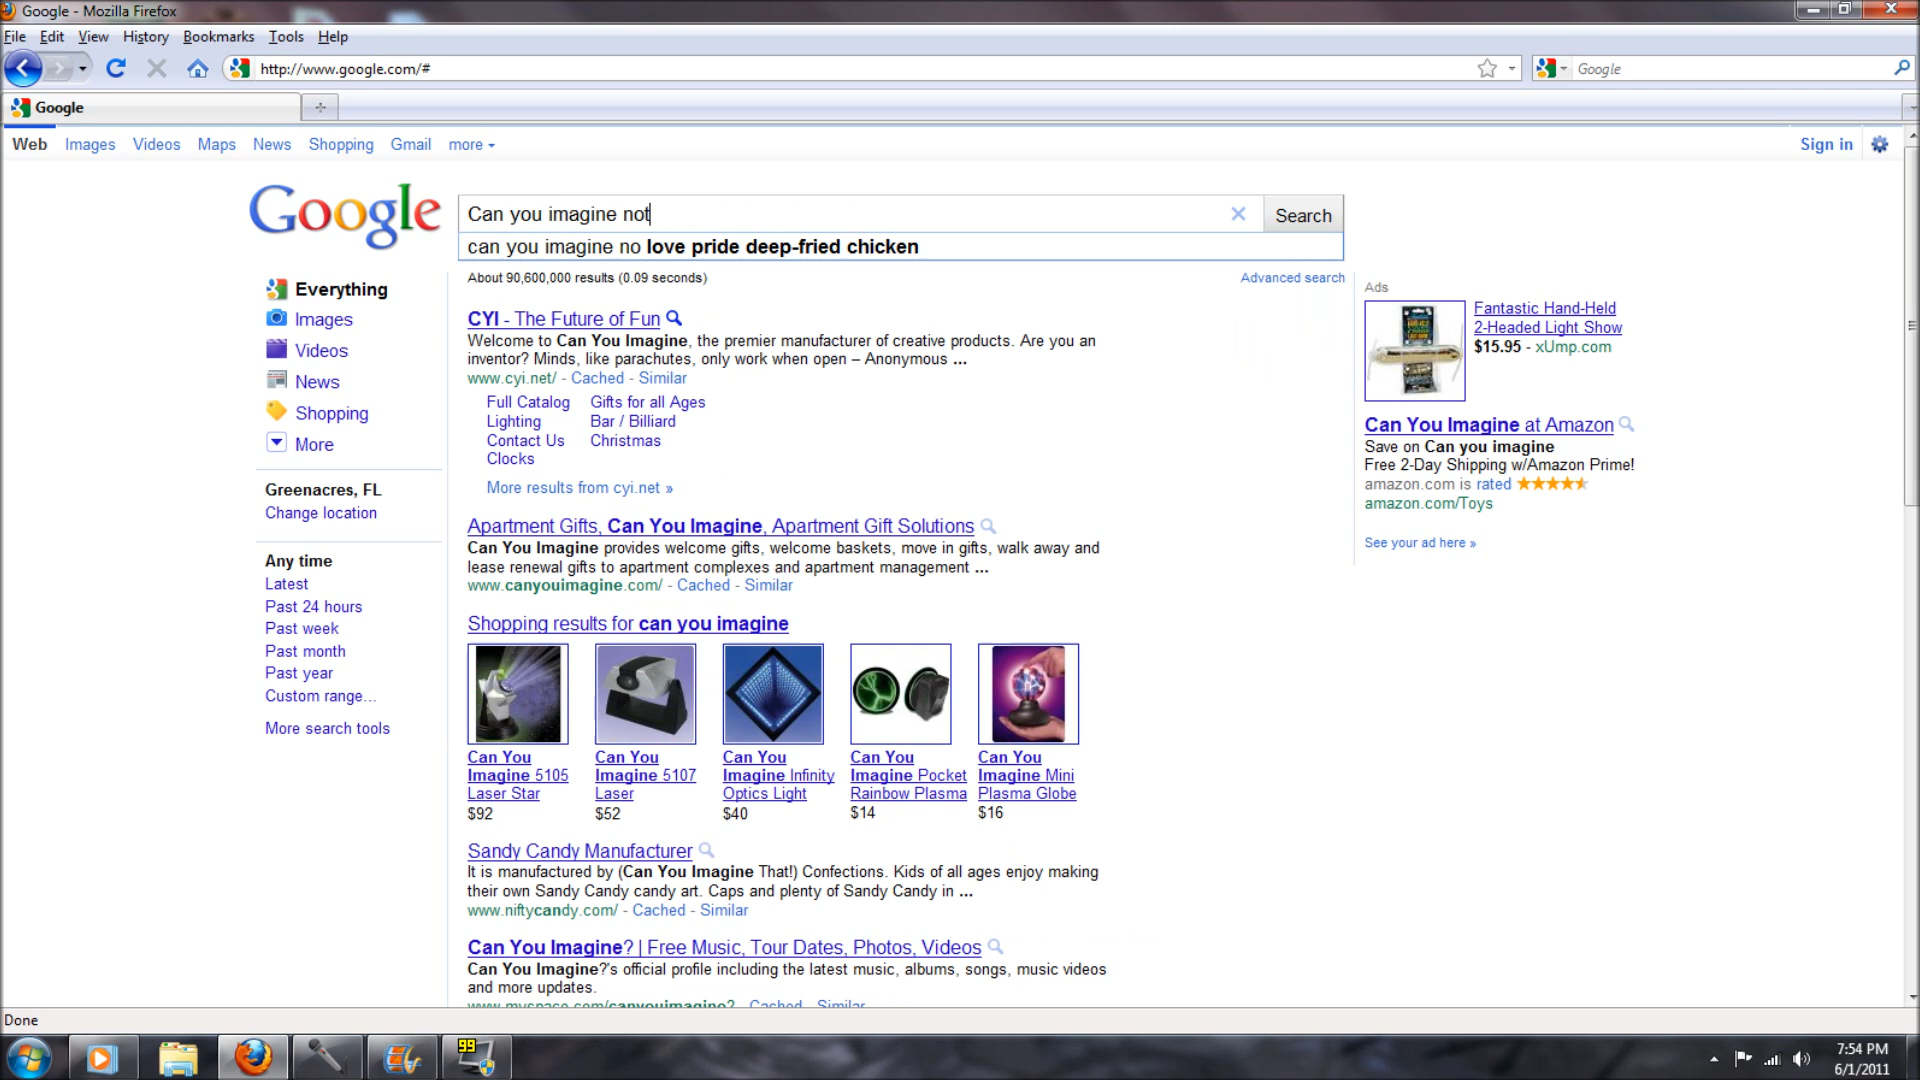 Google - Mozilla Firefox
File Edit View History Bookmarks Tools Help
http://www.google.com/#
Google
Google
Web Images Videos Maps News Shopping Gmail more
Sign in
Google
Can you imagine not
Search
can you imagine no love pride deep-fried chicken
About 90,600,000 results (0.09 seconds)
Advanced search
Everything
Images
Videos
News
Shopping
More
Greenacres, FL
Change location
Any time
Latest
Past 24 hours
Past week
Past month
Past year
Custom range...
More search tools
CYI - The Future of Fun
Welcome to Can You Imagine, the premier manufacturer of creative products. Are you an
inventor? Minds, like parachutes, only work when open – Anonymous ...
www.cyi.net/ - Cached - Similar
Full Catalog Gifts for all Ages
Lighting Bar / Billiard
Contact Us Christmas
Clocks
More results from cyi.net »
Apartment Gifts, Can You Imagine, Apartment Gift Solutions
Can You Imagine provides welcome gifts, welcome baskets, move in gifts, walk away and
lease renewal gifts to apartment complexes and apartment management ...
www.canyouimagine.com/ - Cached - Similar
Shopping results for can you imagine
Can You
Imagine 5105
Laser Star
$92
Can You
Imagine 5107
Laser
$52
Can You
Imagine Infinity
Optics Light
$40
Can You
Imagine Pocket
Rainbow Plasma
$14
Can You
Imagine Mini
Plasma Globe
$16
Sandy Candy Manufacturer
It is manufactured by (Can You Imagine That!) Confections. Kids of all ages enjoy making
their own Sandy Candy candy art. Caps and plenty of Sandy Candy in ...
www.niftycandy.com/ - Cached - Similar
Can You Imagine? | Free Music, Tour Dates, Photos, Videos
Can You Imagine?'s official profile including the latest music, albums, songs, music videos
and more updates.
www.myspace.com/canyouimagine2 - Cached - Similar
Ads
Fantastic Hand-Held
2-Headed Light Show
$15.95 - xUmp.com
Can You Imagine at Amazon
Save on Can you imagine
Free 2-Day Shipping w/Amazon Prime!
amazon.com is rated
amazon.com/Toys
See your ad here »
Done
99
7:54 PM
6/1/2011